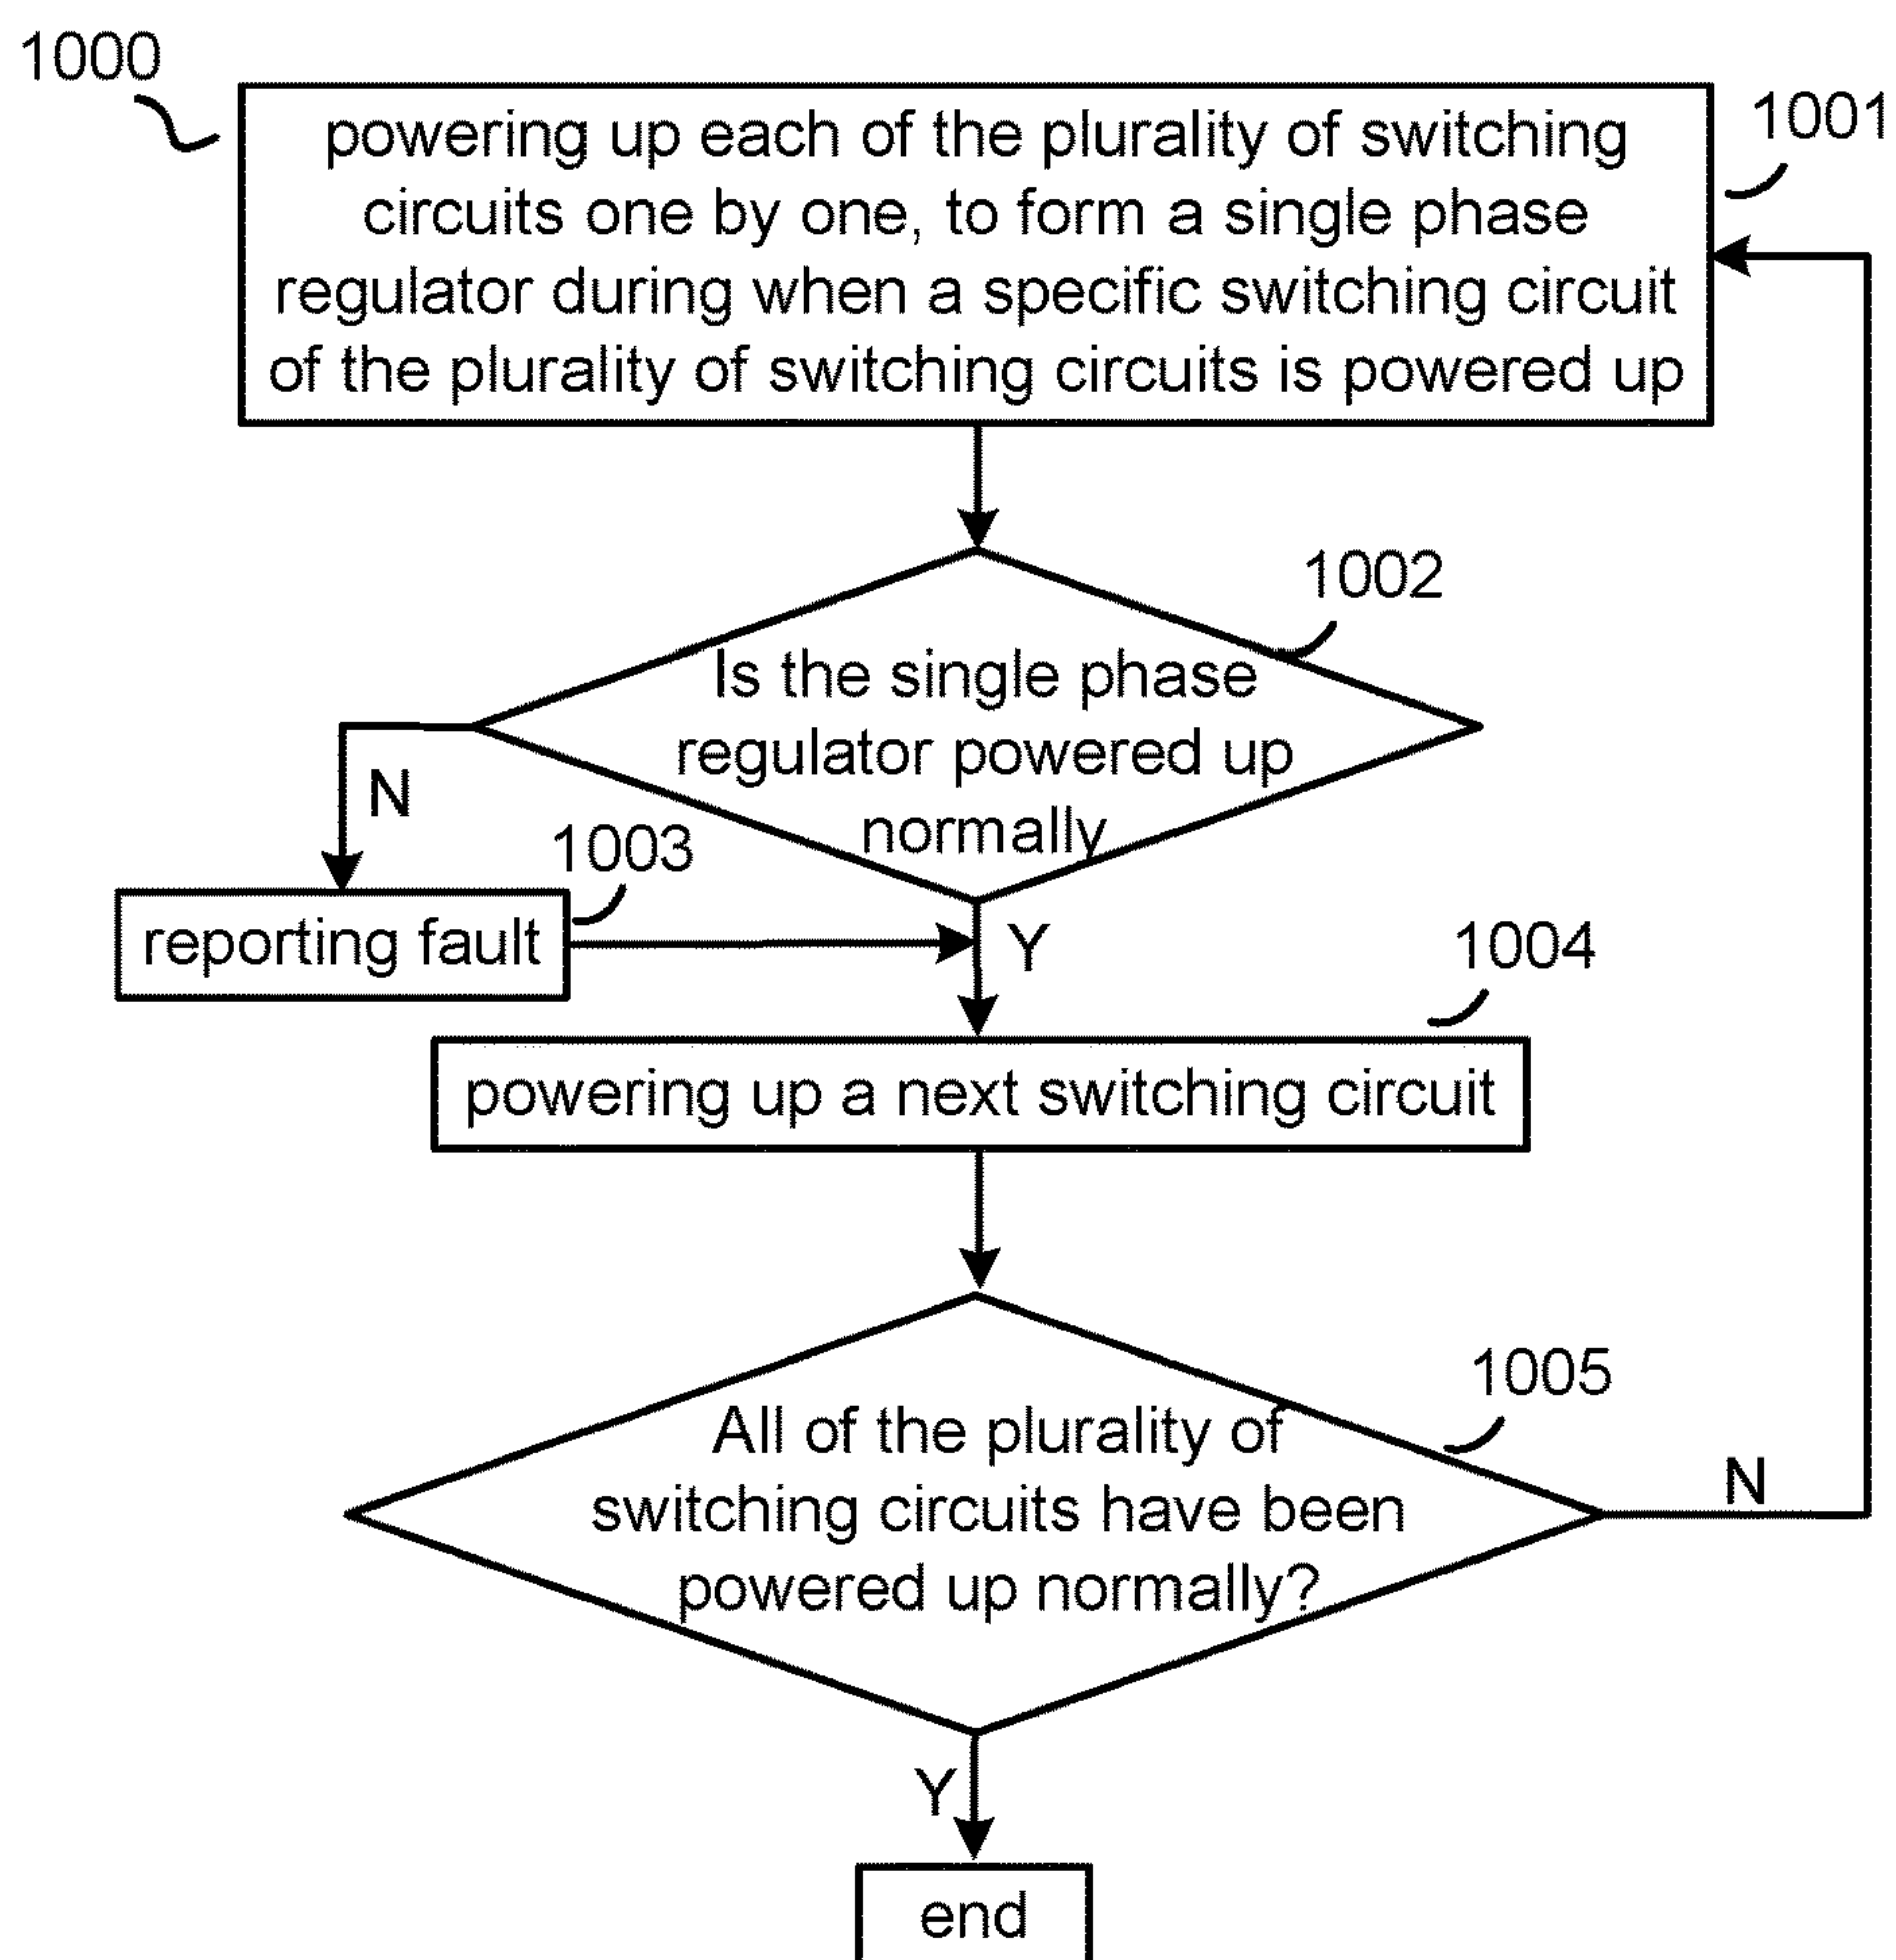 1000
powering up each of the plurality of switching
circuits one by one, to form a single phase
regulator during when a specific switching circuit
of the plurality of switching circuits is powered up
1001
1002
Is the single phase
regulator powered up
normally
N
1003
reporting fault
Y
1004
powering up a next switching circuit
1005
All of the plurality of
switching circuits have been
powered up normally?
N
Y
end